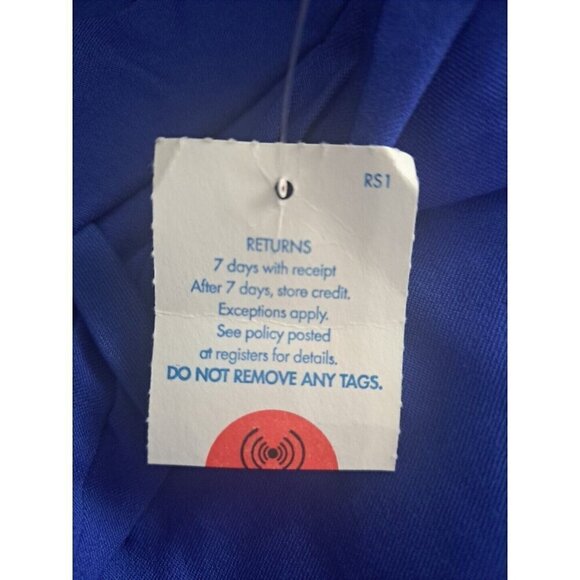 RS1
RETURNS
7 days with receipt
After 7 days, store credit.
Exceptions apply.
See policy posted
at registers for details.
DO NOT REMOVE ANY TAGS.